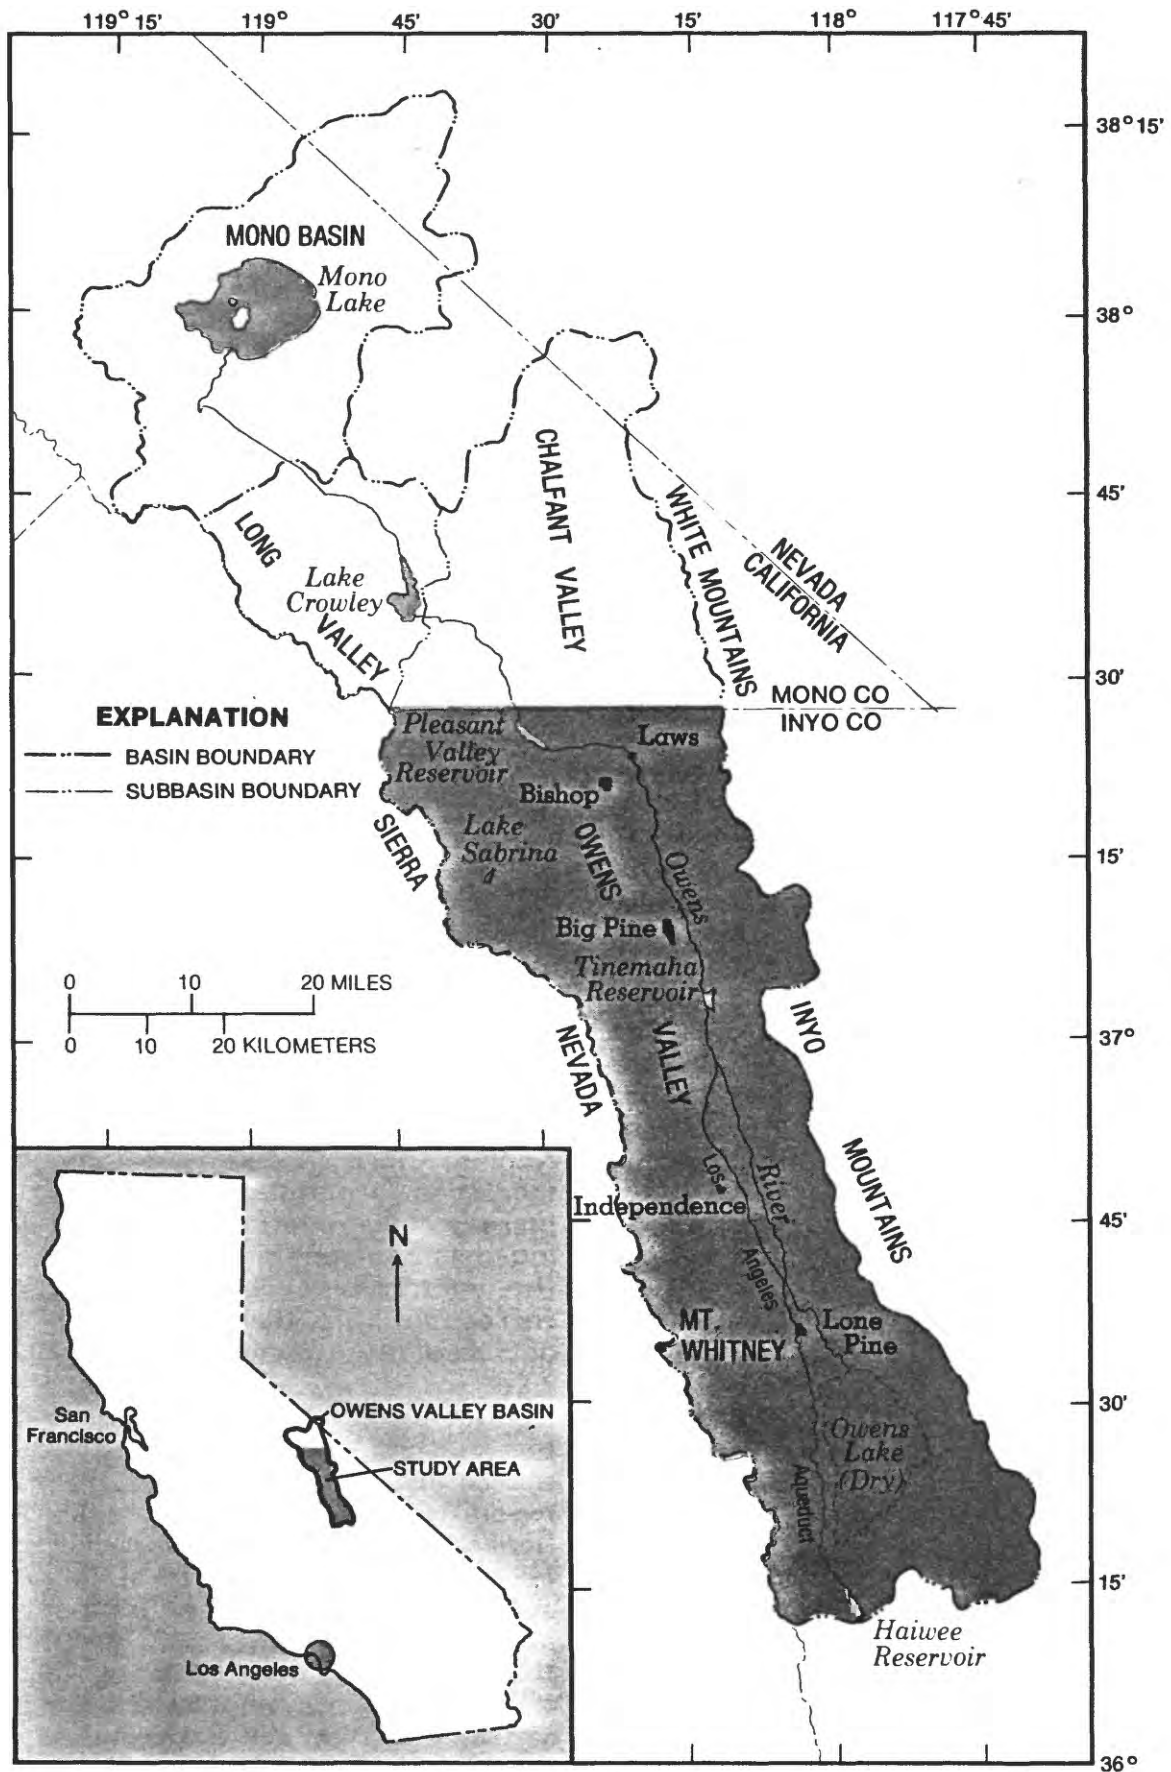 119° 15'
119°
45'
30'
15'
118°
117°45'
38°15'
MONO BASIN
Mono
Lake
38°
CHALFANT VALLEY
45'
WHITE MOUNTAINS
LONG
VALLEY
NEVADA
CALIFORNIA
Lake
Crowley
30'
MONO CO
INYO CO
EXPLANATION
BASIN BOUNDARY
SUBBASIN BOUNDARY
Pleasant
Valley
Reservoir
Laws
Bishop
SIERRA
Lake
Sabrina
OWENS
Owens
15'
Big Pine
Tinemaha
Reservoir
0 10 20 MILES
0 10 20 KILOMETERS
INYO
NEVADA
VALLEY
37°
MOUNTAINS
Los
River
Independence
45'
Angeles
N
MT.
WHITNEY
Lone
Pine
30'
OWENS VALLEY BASIN
San
Francisco
STUDY AREA
Owens
Lake
(Dry)
Aqueduct
15'
Haiwee
Reservoir
Los Angeles
36°